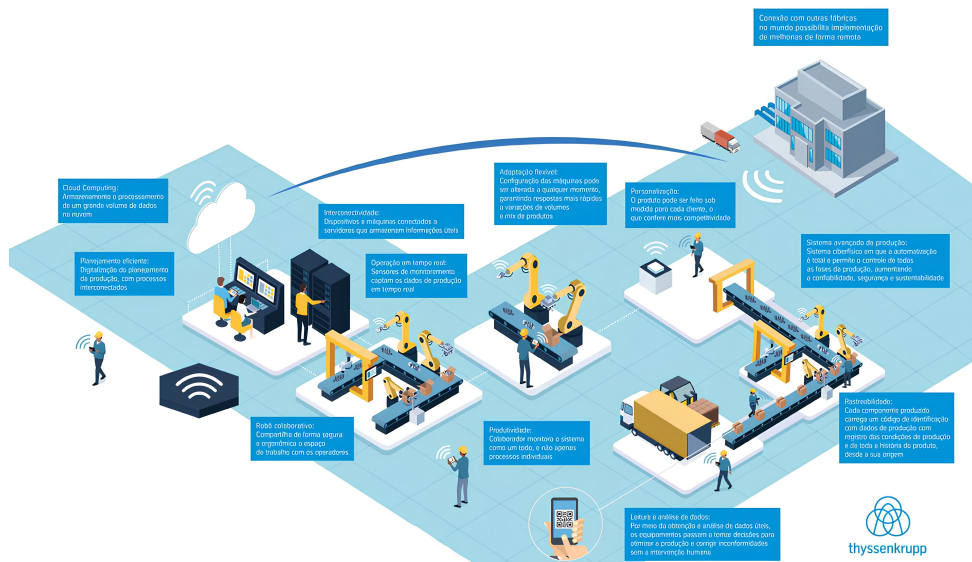 Conexão com outras fábricas
no mundo possibilita implementação
de melhorias de forma remota
Cloud Computing:
Armazenamento e processamento
de um grande volume de dados
na nuvem
Interconectividade:
Dispositivos e máquinas conectados a
servidores que armazenam informações úteis
Adaptação flexível:
Configuração das máquinas pode
ser alterada a qualquer momento,
garantindo respostas mais rápidas
a variações de volumes
e mix de produtos
Personalização:
O produto pode ser feito sob
medida para cada cliente, o
que confere mais competitividade
Sistema avançado de produção:
Sistema ciberfísico em que a automatização
é total e permite o controle de todas
as fases da produção, aumentando
a confiabilidade, segurança e sustentabilidade
Planejamento eficiente:
Digitalização do planejamento
da produção, com processos
interconectados
Operação em tempo real:
Sensores de monitoramento
captam os dados de produção
em tempo real
Robô colaborativo:
Compartilha de forma segura
e ergonômica o espaço
de trabalho com os operadores
Produtividade:
Colaborador monitora o sistema
como um todo, e não apenas
processos individuais
Rastreabilidade:
Cada componente produzido
carrega um código de identificação
com dados de produção com
registro das condições de produção
e de toda a história do produto,
desde a sua origem
Leitura e análise de dados:
Por meio da obtenção e análise de dados úteis,
os equipamentos passam a tomar decisões para
otimizar a produção e corrigir inconformidades
sem a intervenção humana
thyssenkrupp